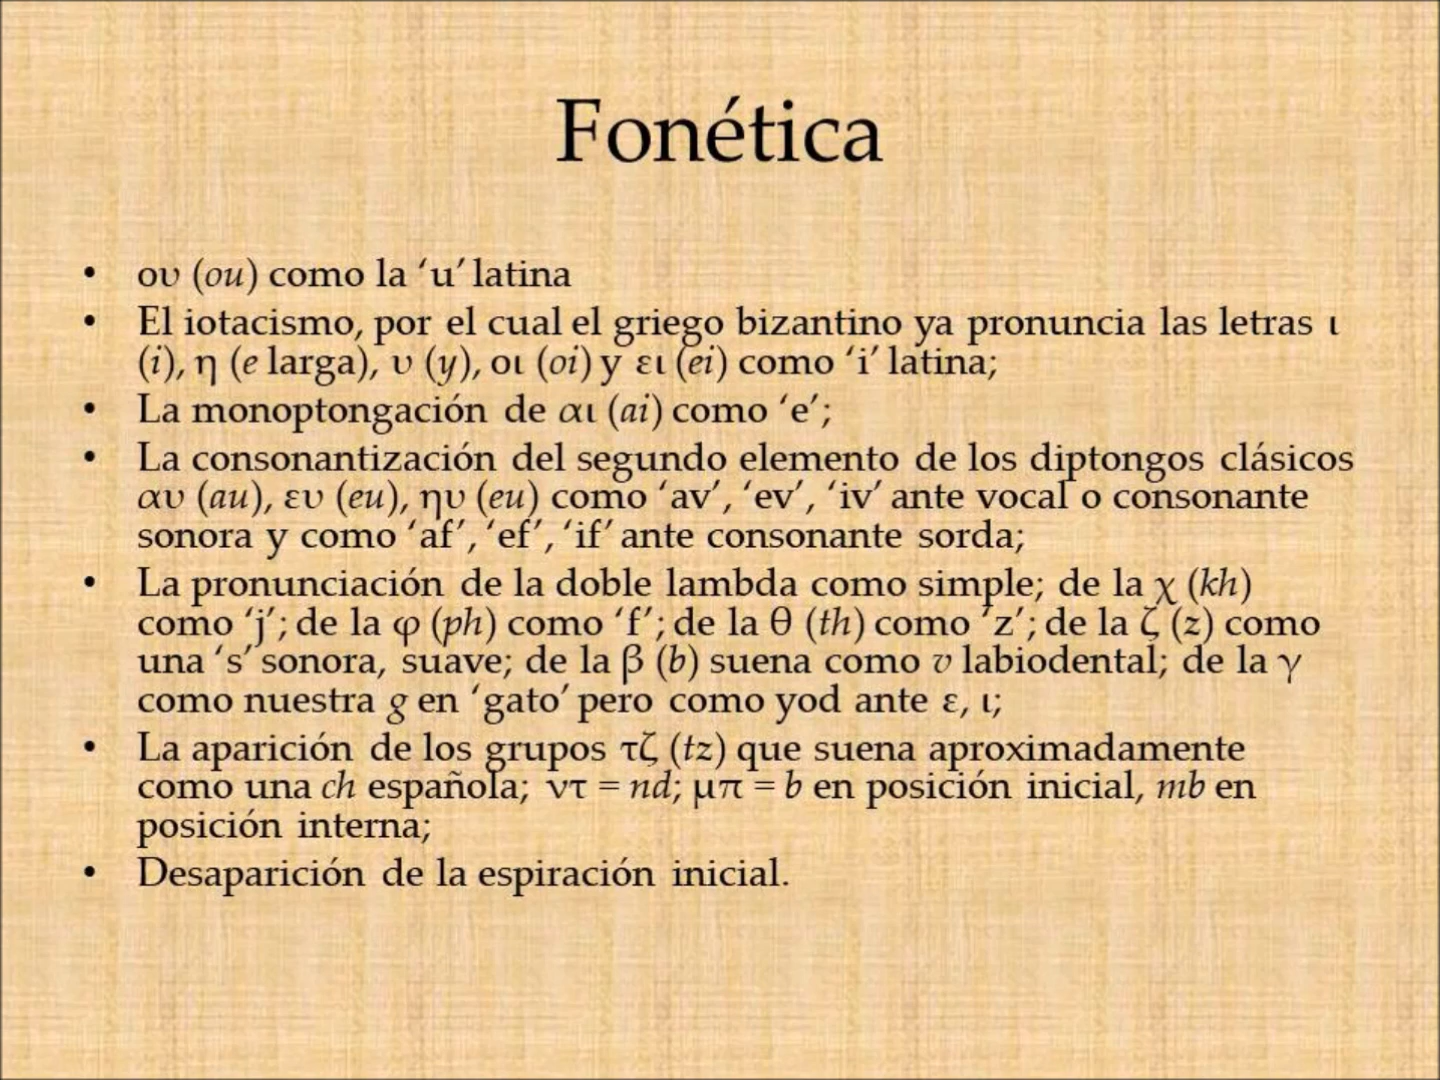 Fonética
• ου (ou) como la ‘u’ latina
• El iotacismo, por el cual el griego bizantino ya pronuncia las letras ι
(i), η (e larga), υ (y), οι (oi) y ει (ei) como ‘i’ latina;
• La monoptongación de αι (ai) como ‘e’;
• La consonantización del segundo elemento de los diptongos clásicos
αυ (au), ευ (eu), ηυ (eu) como ‘av’, ‘ev’, ‘iv’ ante vocal o consonante
sonora y como ‘af’, ‘ef’, ‘if’ ante consonante sorda;
• La pronunciación de la doble lambda como simple; de la χ (kh)
como ‘j’; de la φ (ph) como ‘f’; de la θ (th) como ‘z’; de la ζ (z) como
una ‘s’ sonora, suave; de la β (b) suena como v labiodental; de la γ
como nuestra g en ‘gato’ pero como yod ante ε, ι;
• La aparición de los grupos τζ (tz) que suena aproximadamente
como una ch española; ντ = nd; μπ = b en posición inicial, mb en
posición interna;
• Desaparición de la espiración inicial.